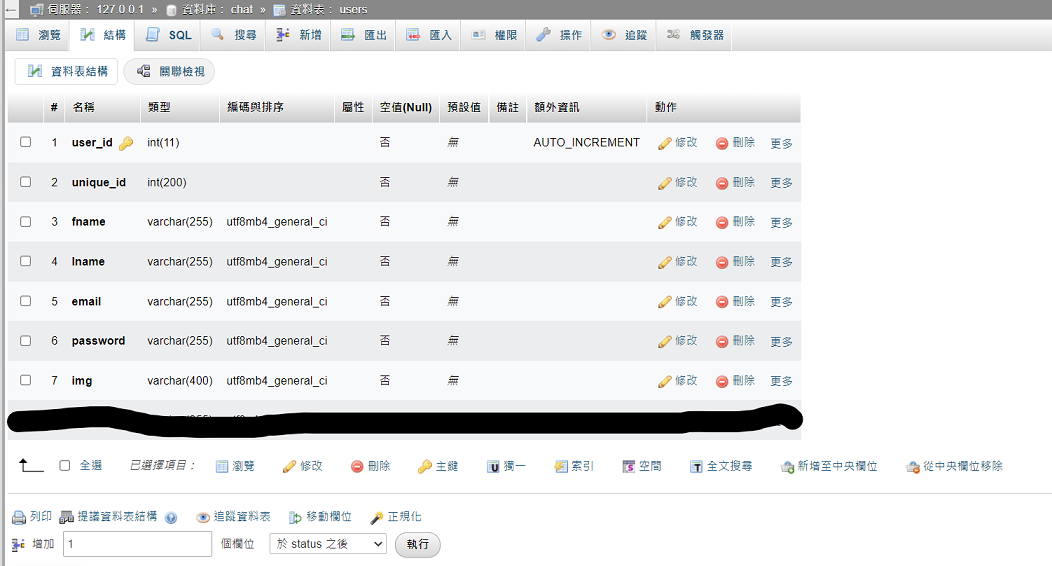 ← 伺服器： 127.0.0.1 » 資料庫： chat » 資料表： users
瀏覽 結構 SQL 搜尋 新增 匯出 匯入 權限 操作 追蹤 觸發器
資料表結構 關聯檢視
# 名稱 類型 編碼與排序 屬性 空值(Null) 預設值 備註 額外資訊 動作
1 user_id int(11) 否 無 AUTO_INCREMENT 修改 刪除 更多
2 unique_id int(200) 否 無 修改 刪除 更多
3 fname varchar(255) utf8mb4_general_ci 否 無 修改 刪除 更多
4 lname varchar(255) utf8mb4_general_ci 否 無 修改 刪除 更多
5 email varchar(255) utf8mb4_general_ci 否 無 修改 刪除 更多
6 password varchar(255) utf8mb4_general_ci 否 無 修改 刪除 更多
7 img varchar(400) utf8mb4_general_ci 否 無 修改 刪除 更多
全選 已選擇項目： 瀏覽 修改 刪除 主鍵 U 獨一 索引 S 空間 T 全文搜尋 新增至中央欄位 從中央欄位移除
列印 提議資料表結構 追蹤資料表 移動欄位 正規化
增加 1 個欄位 於 status 之後 執行